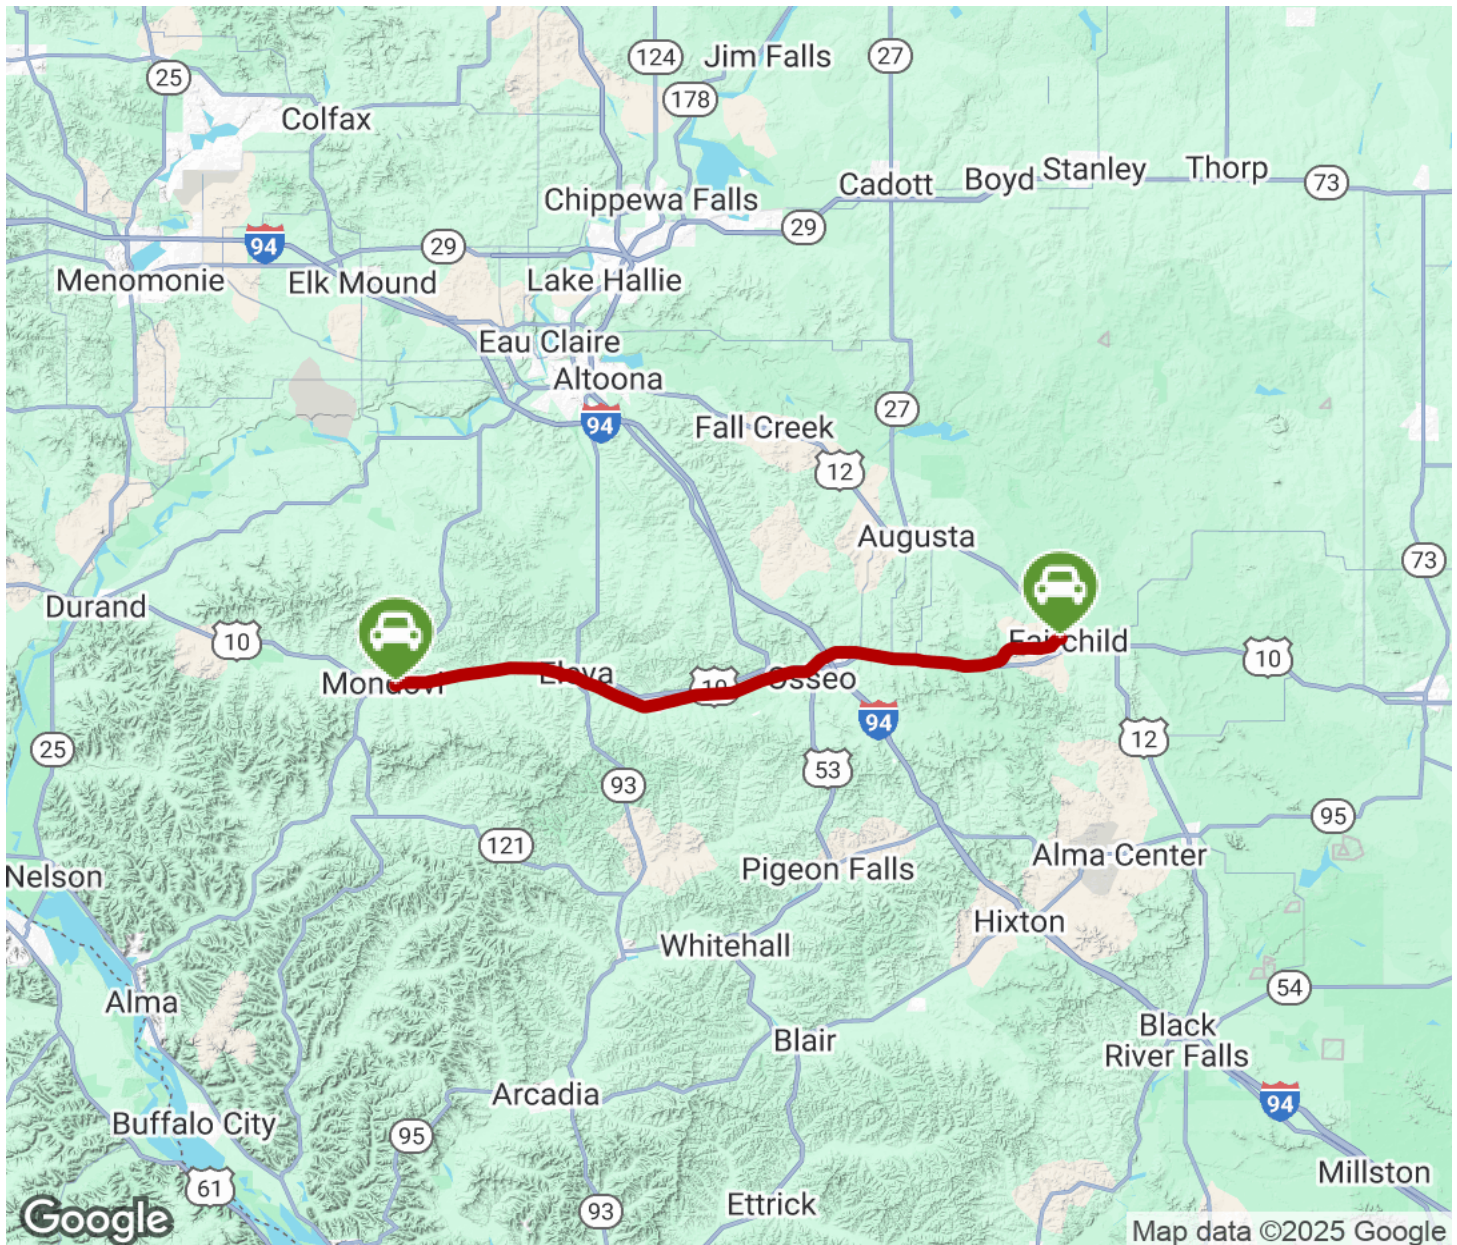 124
Jim Falls
27
25
178
Colfax
Cadott
Boyd
Stanley
Thorp
73
Chippewa Falls
29
94
29
Menomonie
Elk Mound
Lake Hallie
Eau Claire
Altoona
94
27
Fall Creek
12
Augusta
73
Durand
10
Fairchild
10
Mondovi
Eleva
10
Osseo
94
25
12
53
93
95
121
Alma Center
Pigeon Falls
Nelson
Hixton
Whitehall
54
Alma
Black
River Falls
Blair
Arcadia
94
Buffalo City
95
Millston
61
Ettrick
93
Google
Map data ©2025 Google